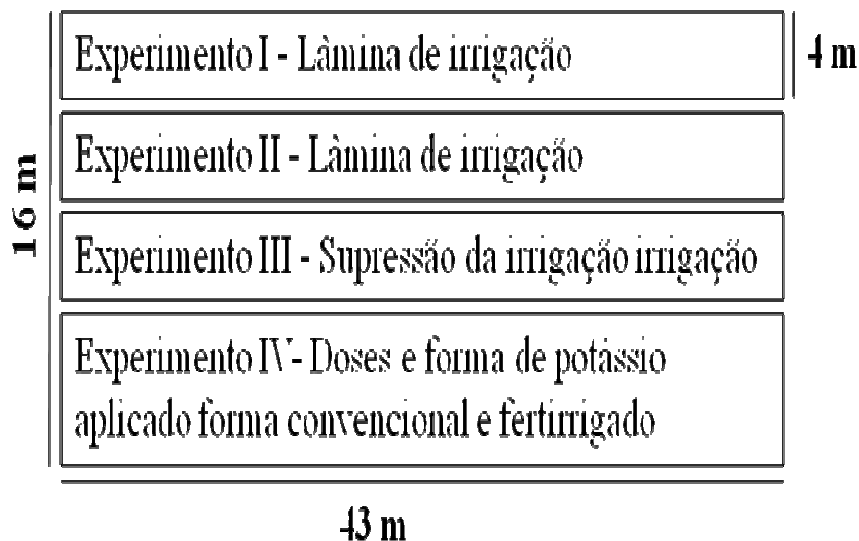 Experimento I - Lâmina de irrigação
4 m
Experimento II - Lâmina de irrigação
16 m
Experimento III - Supressão da irrigação irrigação
Experimento IV- Doses e forma de potássio
aplicado forma convencional e fertirrigado
43 m